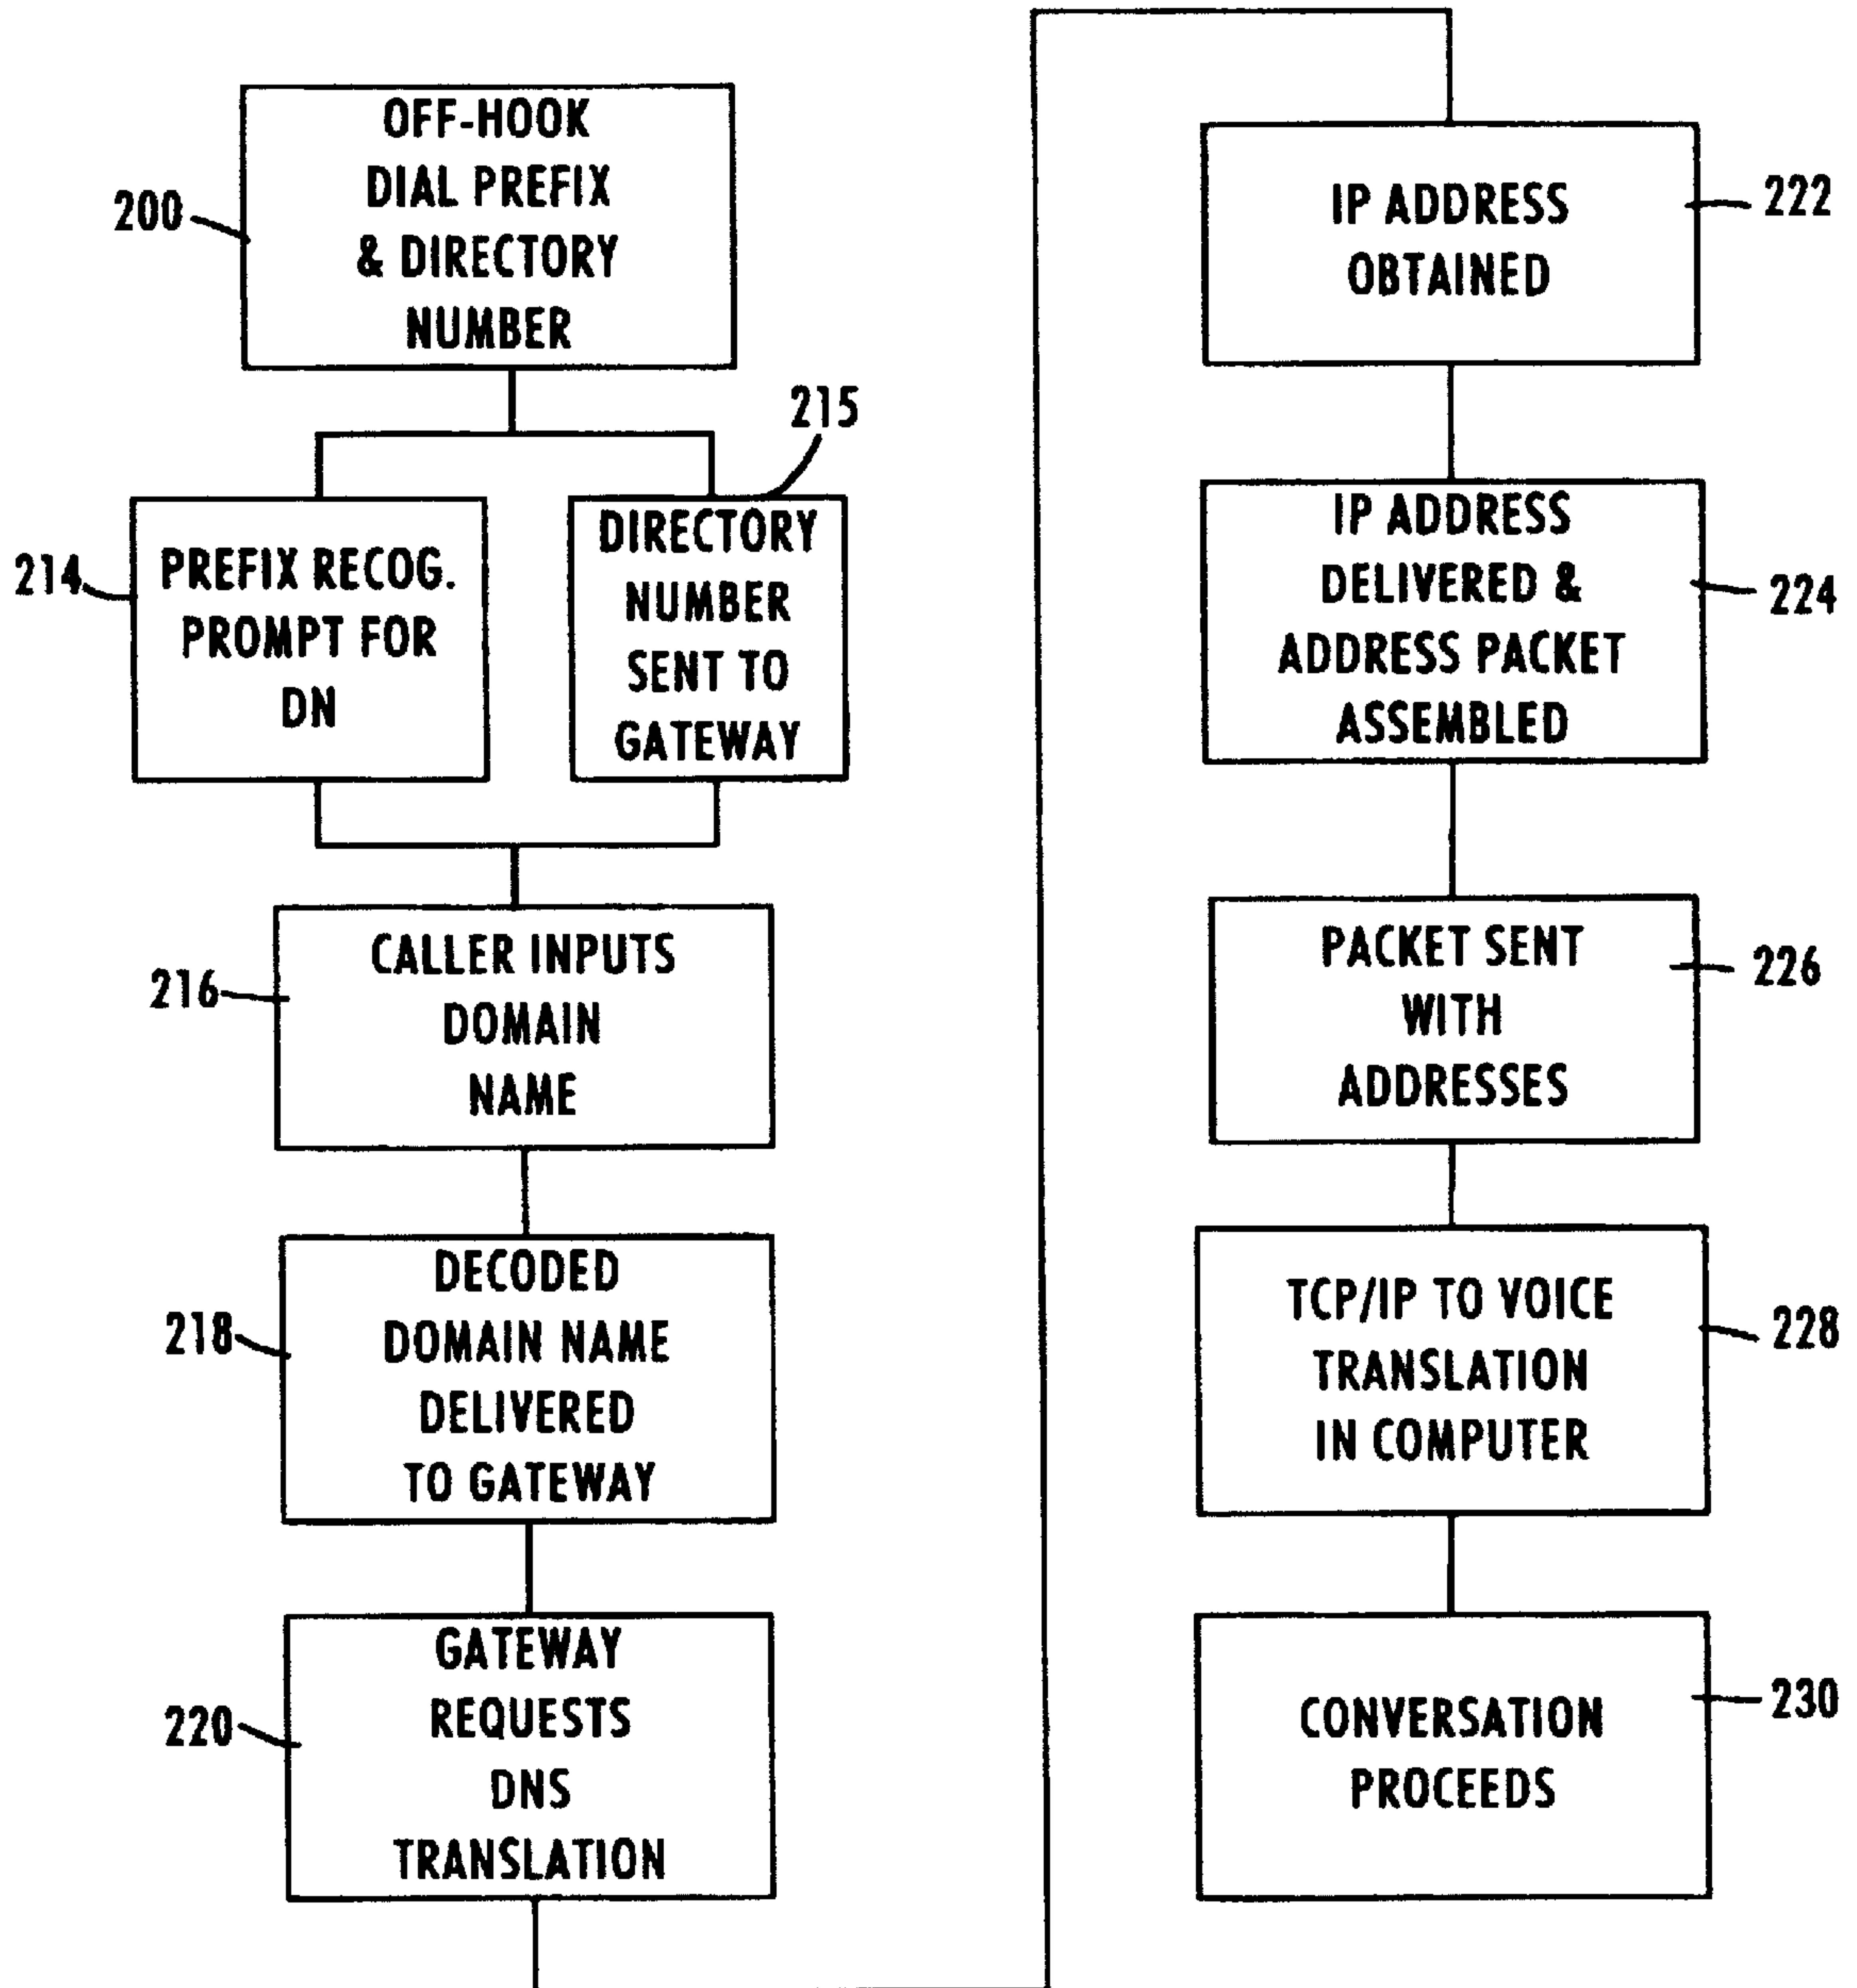 OFF-HOOK
DIAL PREFIX
& DIRECTORY
NUMBER
200
215
214
PREFIX RECOG.
PROMPT FOR
DN
DIRECTORY
NUMBER
SENT TO
GATEWAY
216
CALLER INPUTS
DOMAIN
NAME
218
DECODED
DOMAIN NAME
DELIVERED
TO GATEWAY
220
GATEWAY
REQUESTS
DNS
TRANSLATION
IP ADDRESS
OBTAINED
222
IP ADDRESS
DELIVERED &
ADDRESS PACKET
ASSEMBLED
224
PACKET SENT
WITH
ADDRESSES
226
TCP/IP TO VOICE
TRANSLATION
IN COMPUTER
228
CONVERSATION
PROCEEDS
230